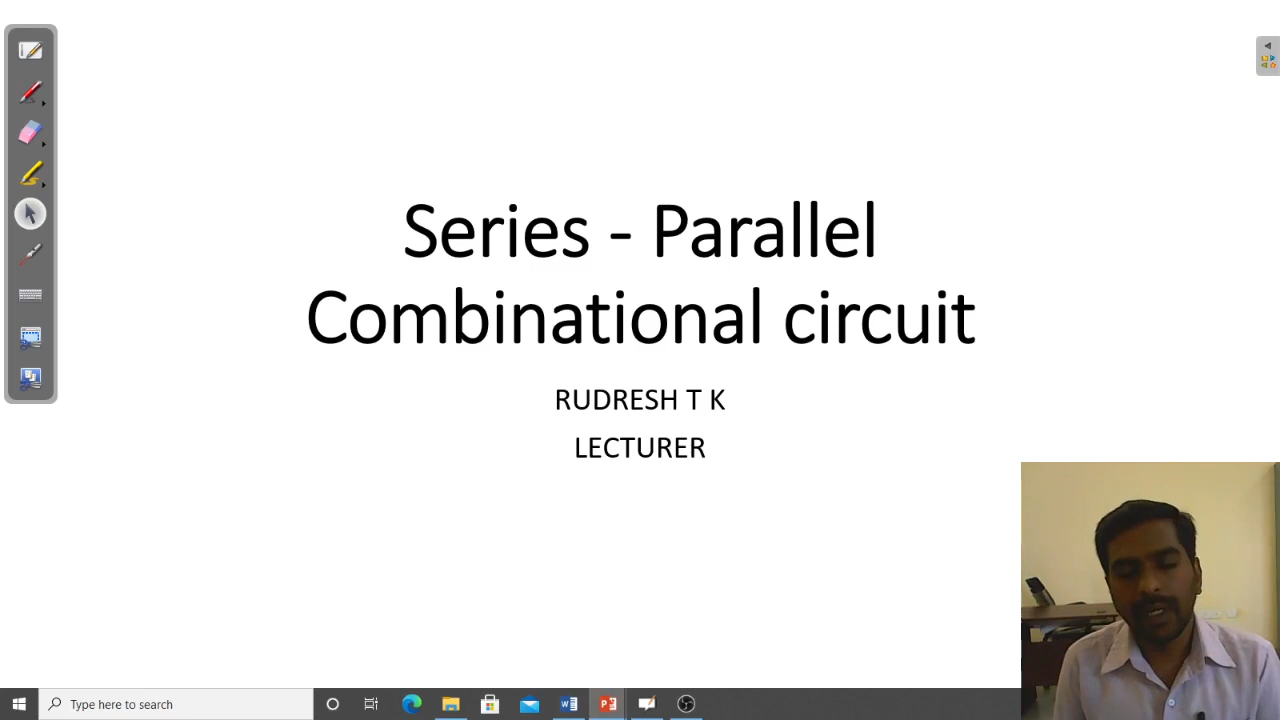 Series - Parallel
Combinational circuit
RUDRESH T K
LECTURER
Type here to search